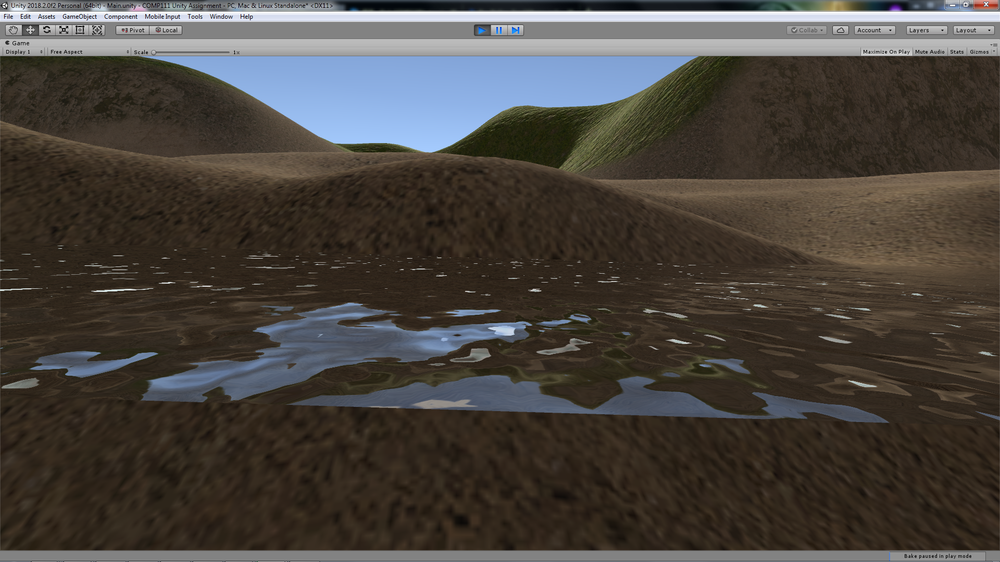 Unity 2018.2.0f2 Personal (64bit) - Main.unity - COMP111 Unity Assignment - PC, Mac & Linux Standalone* <DX11>
File Edit Assets GameObject Component Mobile Input Tools Window Help
Pivot Local Collab Account Layers Layout
Game
Display 1 Free Aspect Scale 1x Maximize On Play Mute Audio Stats Gizmos
Bake paused in play mode